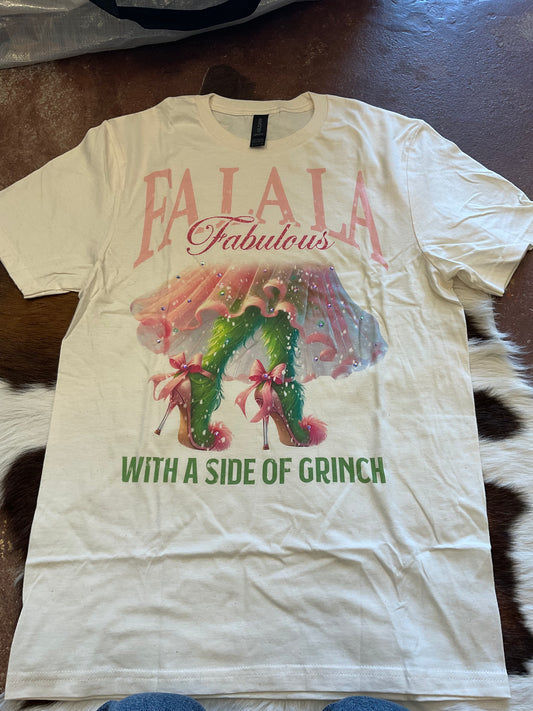 FA LA LA
Fabulous
WITH A SIDE OF GRINCH